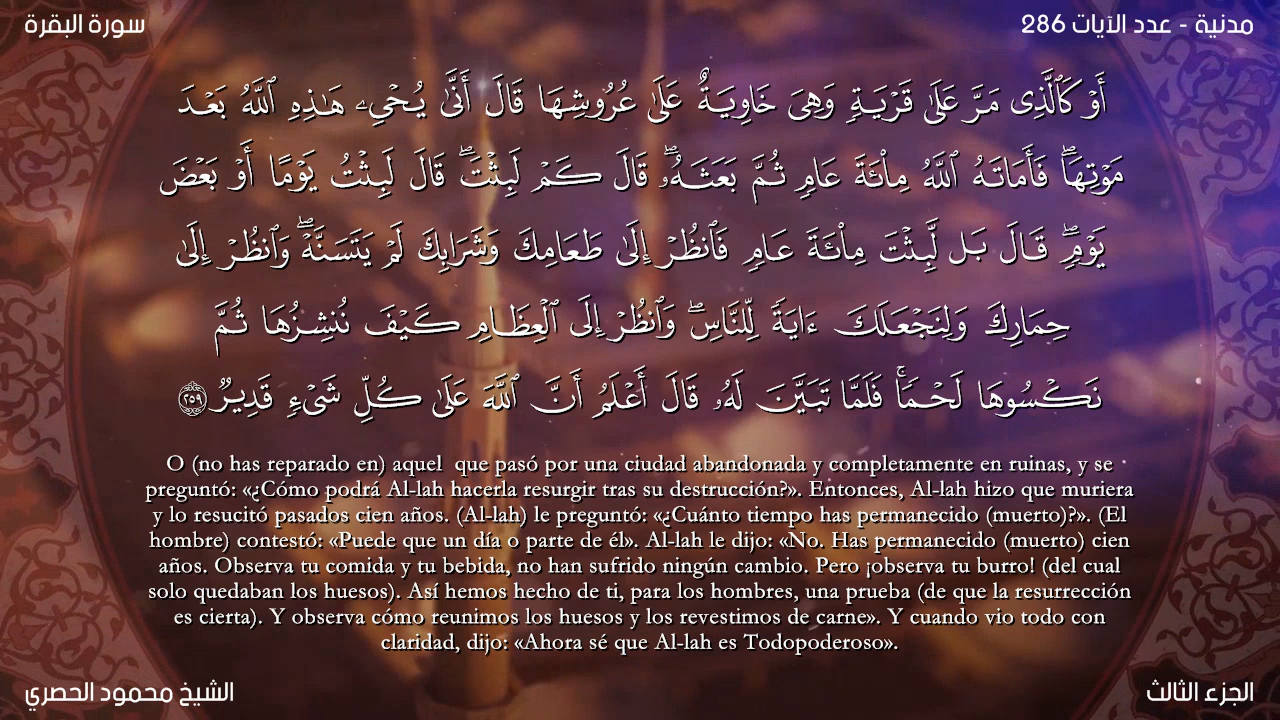 سورة البقرة
مدنية - عدد الآيات 286
أَوْ كَٱلَّذِى مَرَّ عَلَىٰ قَرْيَةٍ وَهِىَ خَاوِيَةٌ عَلَىٰ عُرُوشِهَا قَالَ أَنَّىٰ يُحْىِۦ هَـٰذِهِ ٱللَّهُ بَعْدَ
مَوْتِهَا ۖ فَأَمَاتَهُ ٱللَّهُ مِا۟ئَةَ عَامٍ ثُمَّ بَعَثَهُۥ ۖ قَالَ كَمْ لَبِثْتَ ۖ قَالَ لَبِثْتُ يَوْمًا أَوْ بَعْضَ
يَوْمٍ ۖ قَالَ بَل لَّبِثْتَ مِا۟ئَةَ عَامٍ فَٱنظُرْ إِلَىٰ طَعَامِكَ وَشَرَابِكَ لَمْ يَتَسَنَّهْ ۖ وَٱنظُرْ إِلَىٰ
حِمَارِكَ وَلِنَجْعَلَكَ ءَايَةً لِّلنَّاسِ ۖ وَٱنظُرْ إِلَى ٱلْعِظَامِ كَيْفَ نُنشِزُهَا ثُمَّ
نَكْسُوهَا لَحْمًا ۚ فَلَمَّا تَبَيَّنَ لَهُۥ قَالَ أَعْلَمُ أَنَّ ٱللَّهَ عَلَىٰ كُلِّ شَىْءٍ قَدِيرٌ ٢٥٩
O (no has reparado en) aquel que pasó por una ciudad abandonada y completamente en ruinas, y se
preguntó: «¿Cómo podrá Al-lah hacerla resurgir tras su destrucción?». Entonces, Al-lah hizo que muriera
y lo resucitó pasados cien años. (Al-lah) le preguntó: «¿Cuánto tiempo has permanecido (muerto)?». (El
hombre) contestó: «Puede que un día o parte de él». Al-lah le dijo: «No. Has permanecido (muerto) cien
años. Observa tu comida y tu bebida, no han sufrido ningún cambio. Pero ¡observa tu burro! (del cual
solo quedaban los huesos). Así hemos hecho de ti, para los hombres, una prueba (de que la resurrección
es cierta). Y observa cómo reunimos los huesos y los revestimos de carne». Y cuando vio todo con
claridad, dijo: «Ahora sé que Al-lah es Todopoderoso».
الشيخ محمود الحصري
الجزء الثالث